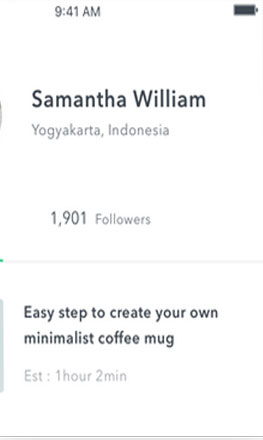 9:41 AM
Samantha William
Yogyakarta, Indonesia
1,901 Followers
Easy step to create your own
minimalist coffee mug
Est : 1hour 2min